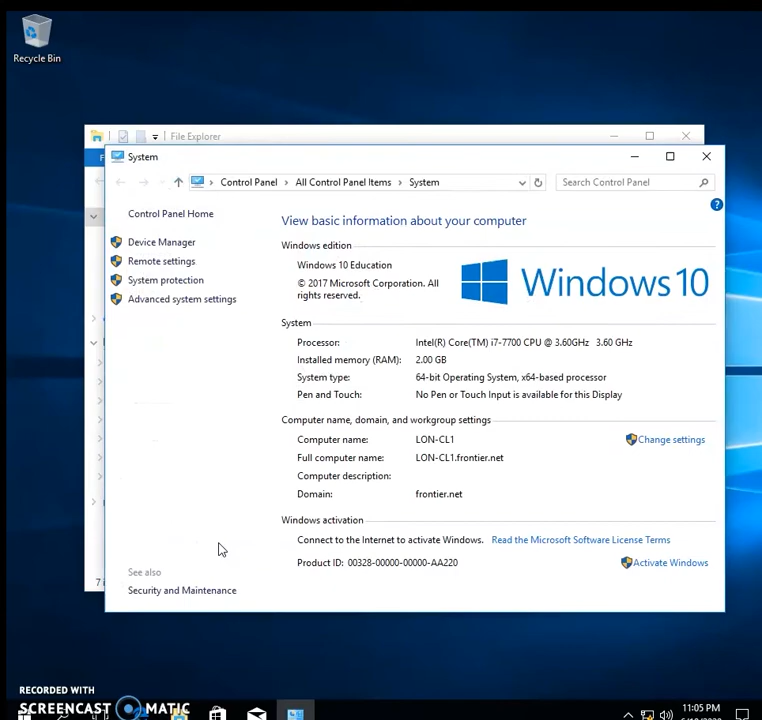 Recycle Bin
File Explorer
System
Control Panel > All Control Panel Items > System
Search Control Panel
Control Panel Home
Device Manager
Remote settings
System protection
Advanced system settings
See also
Security and Maintenance
View basic information about your computer
Windows edition
Windows 10 Education
© 2017 Microsoft Corporation. All
rights reserved.
Windows 10
System
Processor: Intel(R) Core(TM) i7-7700 CPU @ 3.60GHz 3.60 GHz
Installed memory (RAM): 2.00 GB
System type: 64-bit Operating System, x64-based processor
Pen and Touch: No Pen or Touch Input is available for this Display
Computer name, domain, and workgroup settings
Computer name: LON-CL1
Change settings
Full computer name: LON-CL1.frontier.net
Computer description:
Domain: frontier.net
Windows activation
Connect to the Internet to activate Windows. Read the Microsoft Software License Terms
Product ID: 00328-00000-00000-AA220
Activate Windows
RECORDED WITH
SCREENCAST MATIC
11:05 PM